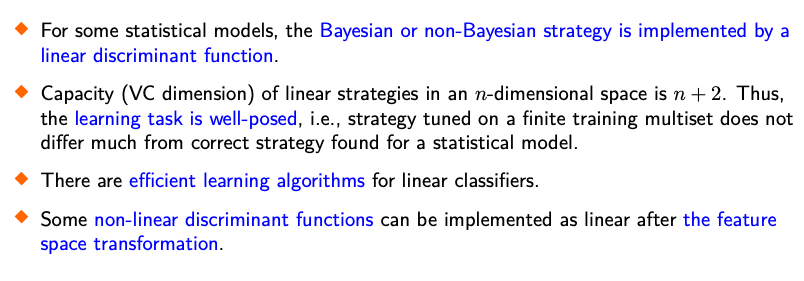 For some statistical models, the Bayesian or non-Bayesian strategy is implemented by a
linear discriminant function.
Capacity (VC dimension) of linear strategies in an n-dimensional space is n + 2. Thus,
the learning task is well-posed, i.e., strategy tuned on a finite training multiset does not
differ much from correct strategy found for a statistical model.
There are efficient learning algorithms for linear classifiers.
Some non-linear discriminant functions can be implemented as linear after the feature
space transformation.